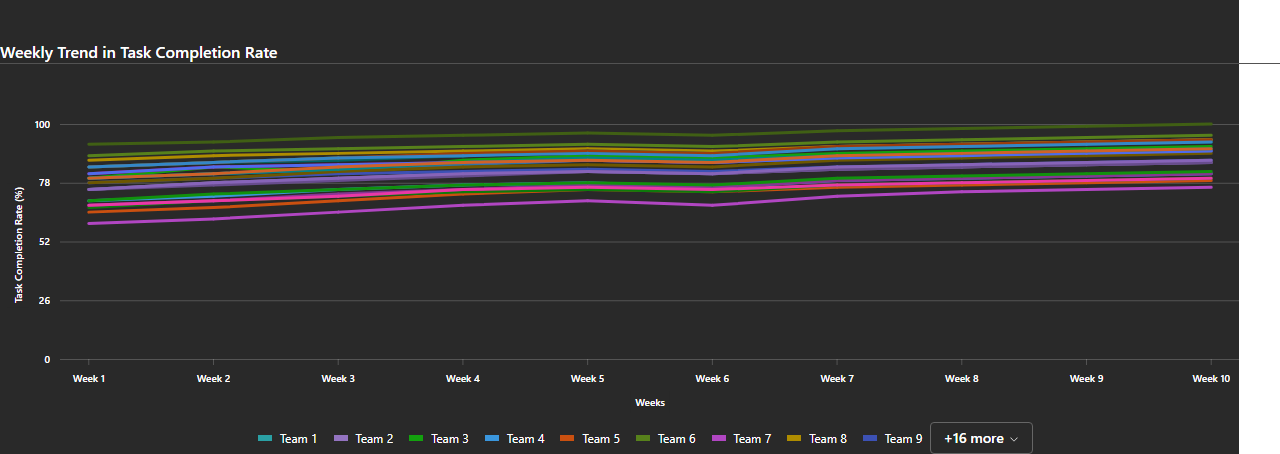 Weekly Trend in Task Completion Rate
100
78
52
26
0
Task Completion Rate (%)
Week 1 Week 2 Week 3 Week 4 Week 5 Week 6 Week 7 Week 8 Week 9 Week 10
Weeks
Team 1 Team 2 Team 3 Team 4 Team 5 Team 6 Team 7 Team 8 Team 9 +16 more